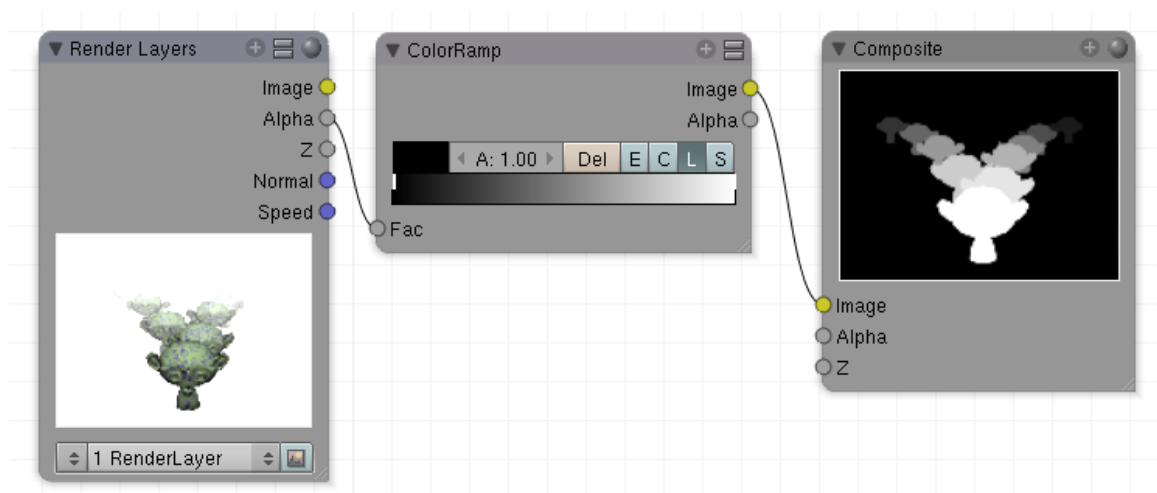 Render Layers
Image
Alpha
Z
Normal
Speed
1 RenderLayer
ColorRamp
Image
Alpha
A: 1.00 Del E C L S
Fac
Composite
Image
Alpha
Z